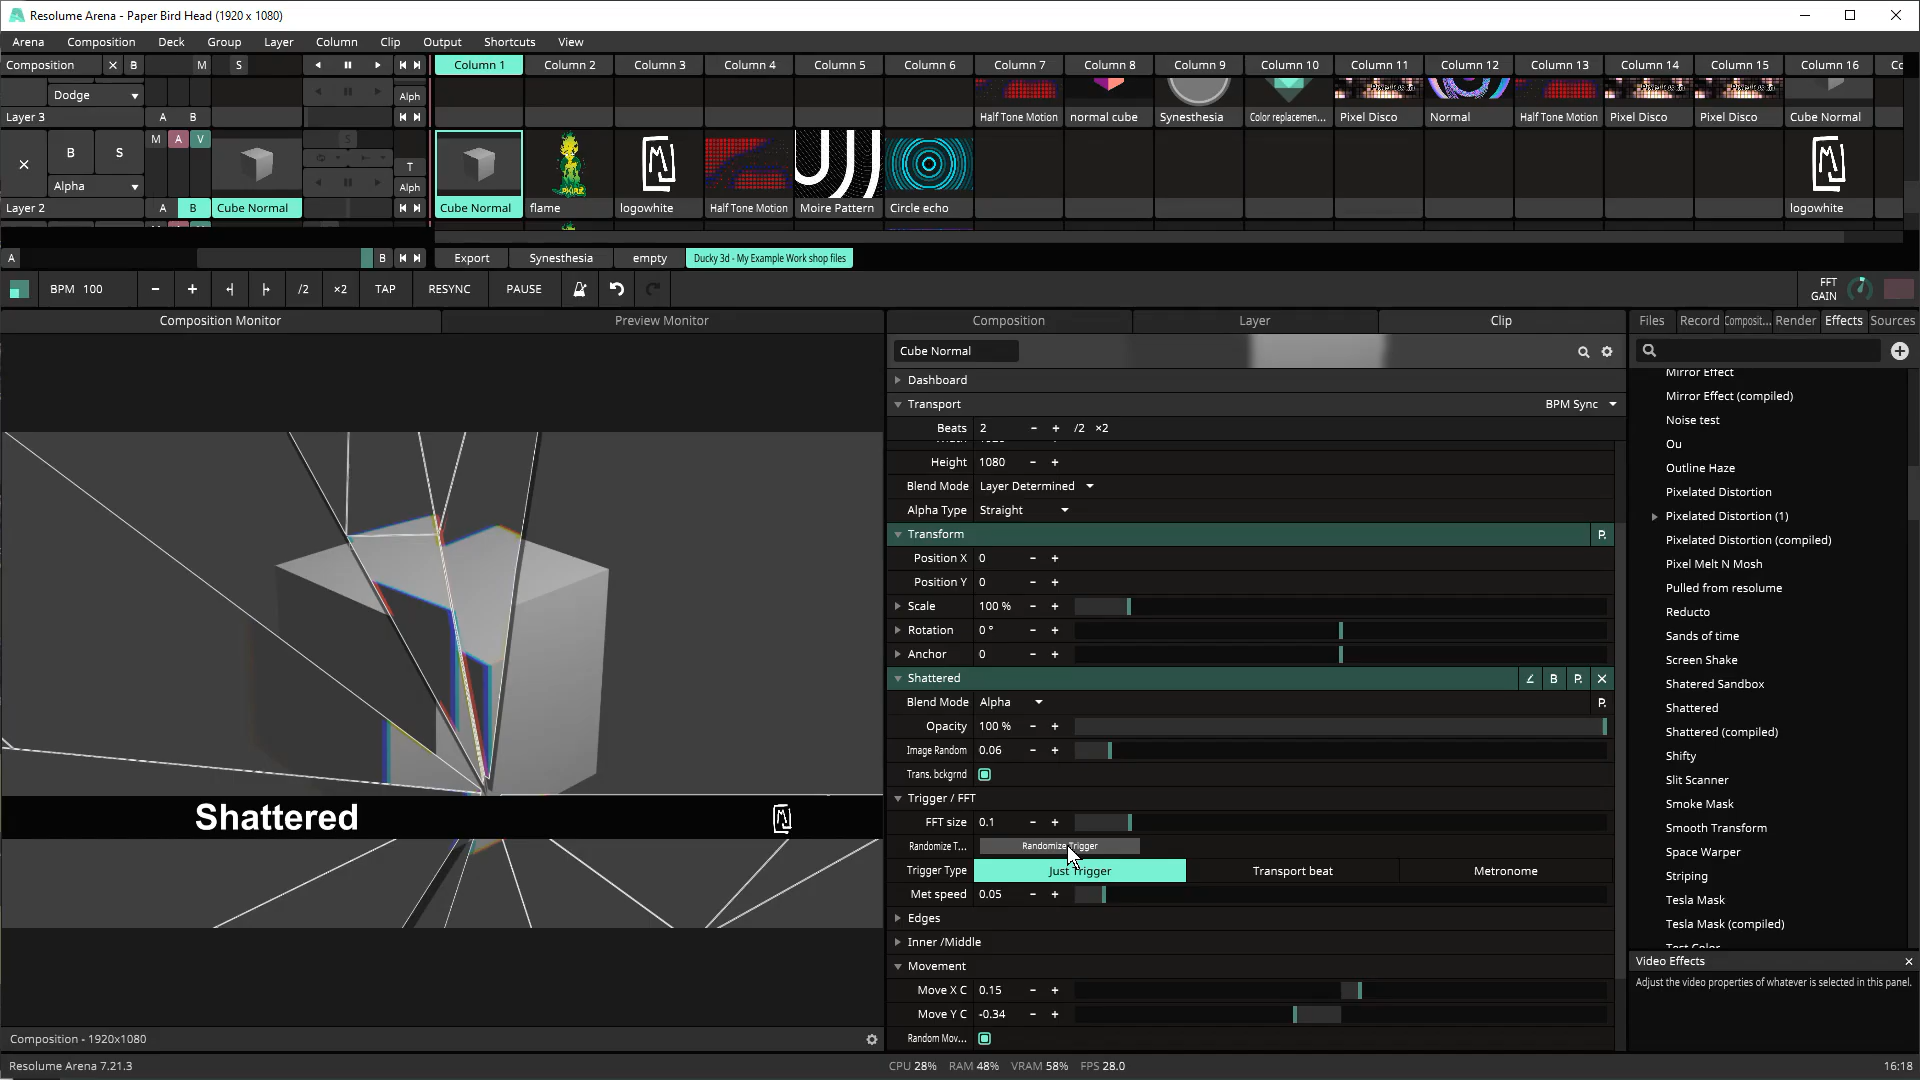 Resolume Arena - Paper Bird Head (1920 x 1080)
Arena Composition Deck Group Layer Column Clip Output Shortcuts View
Composition X B M S Column 1 Column 2 Column 3 Column 4 Column 5 Column 6 Column 7 Column 8 Column 9 Column 10 Column 11 Column 12 Column 13 Column 14 Column 15 Column 16
Dodge Alph
Layer 3 A B Half Tone Motion normal cube Synesthesia Color replacemen... Pixel Disco Normal Half Tone Motion Pixel Disco Pixel Disco Cube Normal
M A V S
B S T
Alpha Alph
Layer 2 A B Cube Normal Cube Normal flame logowhite Half Tone Motion Moire Pattern Circle echo logowhite
A B Export Synesthesia empty Ducky 3d - My Example Work shop files
BPM 100 - + /2 ×2 TAP RESYNC PAUSE FFT
GAIN
Composition Monitor Preview Monitor Composition Layer Clip Files Record Composit... Render Effects Sources
Cube Normal
Dashboard
Transport BPM Sync
Beats 2 - + /2 ×2
Height 1080 - +
Blend Mode Layer Determined
Alpha Type Straight
Transform P.
Position X 0 - +
Position Y 0 - +
Scale 100 % - +
Rotation 0 ° - +
Anchor 0 - +
Shattered B P. X
Blend Mode Alpha P.
Opacity 100 % - +
Image Random 0.06 - +
Trans. bckgrnd
Trigger / FFT
FFT size 0.1 - +
Randomize T... Randomize Trigger
Trigger Type Just Trigger Transport beat Metronome
Met speed 0.05 - +
Edges
Inner /Middle
Movement
Move X C 0.15 - +
Move Y C -0.34 - +
Random Mov...
Mirror Effect
Mirror Effect (compiled)
Noise test
Ou
Outline Haze
Pixelated Distortion
Pixelated Distortion (1)
Pixelated Distortion (compiled)
Pixel Melt N Mosh
Pulled from resolume
Reducto
Sands of time
Screen Shake
Shatered Sandbox
Shattered
Shattered (compiled)
Shifty
Slit Scanner
Smoke Mask
Smooth Transform
Space Warper
Striping
Tesla Mask
Tesla Mask (compiled)
Test Color
Video Effects
Adjust the video properties of whatever is selected in this panel.
Shattered
Composition - 1920x1080
Resolume Arena 7.21.3 CPU 28% RAM 48% VRAM 58% FPS 28.0 16:18